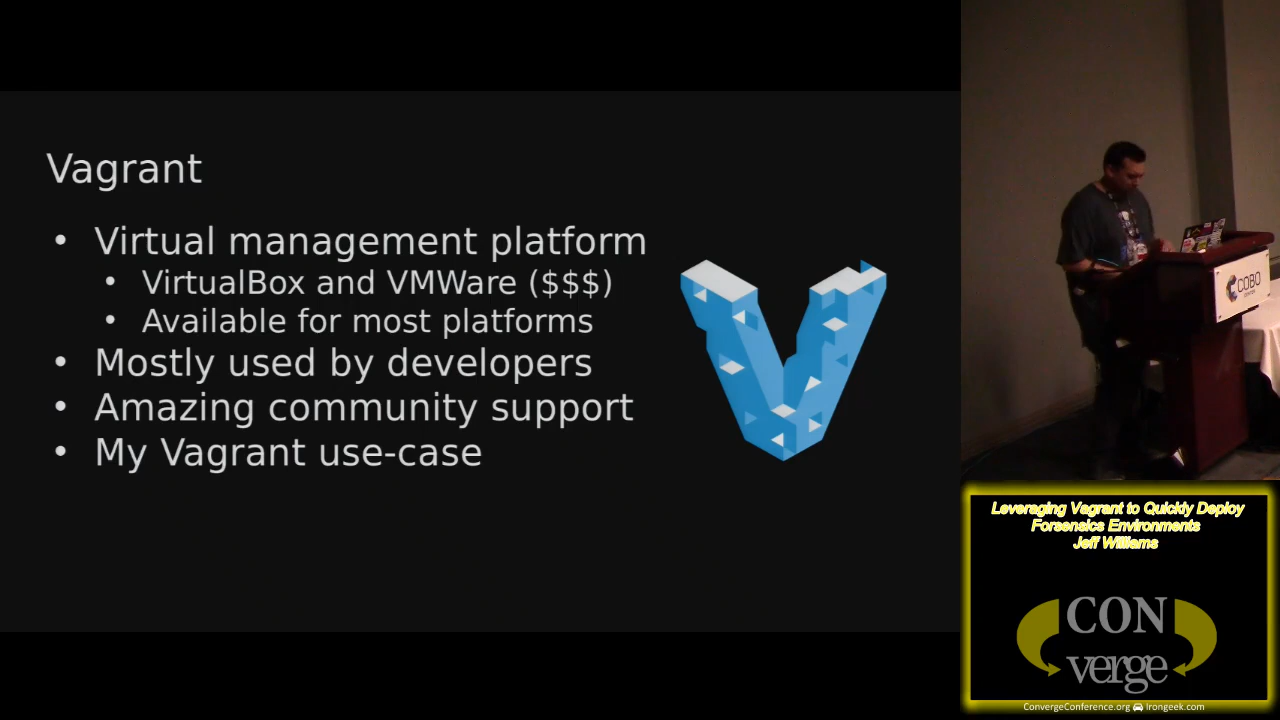 Vagrant
• Virtual management platform
• VirtualBox and VMWare ($$$)
• Available for most platforms
• Mostly used by developers
• Amazing community support
• My Vagrant use-case
COBO
Leveraging Vagrant to Quickly Deploy
Forsensics Environments
Jeff Williams
CON
verge
ConvergeConference.org Irongeek.com